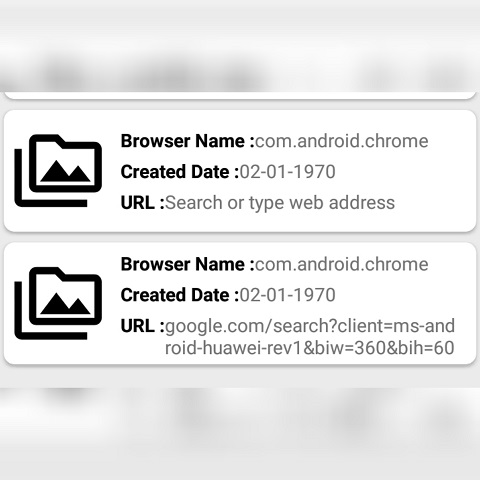 Browser Name :com.android.chrome
Created Date :02-01-1970
URL :Search or type web address
Browser Name :com.android.chrome
Created Date :02-01-1970
URL :google.com/search?client=ms-and
roid-huawei-rev1&biw=360&bih=60